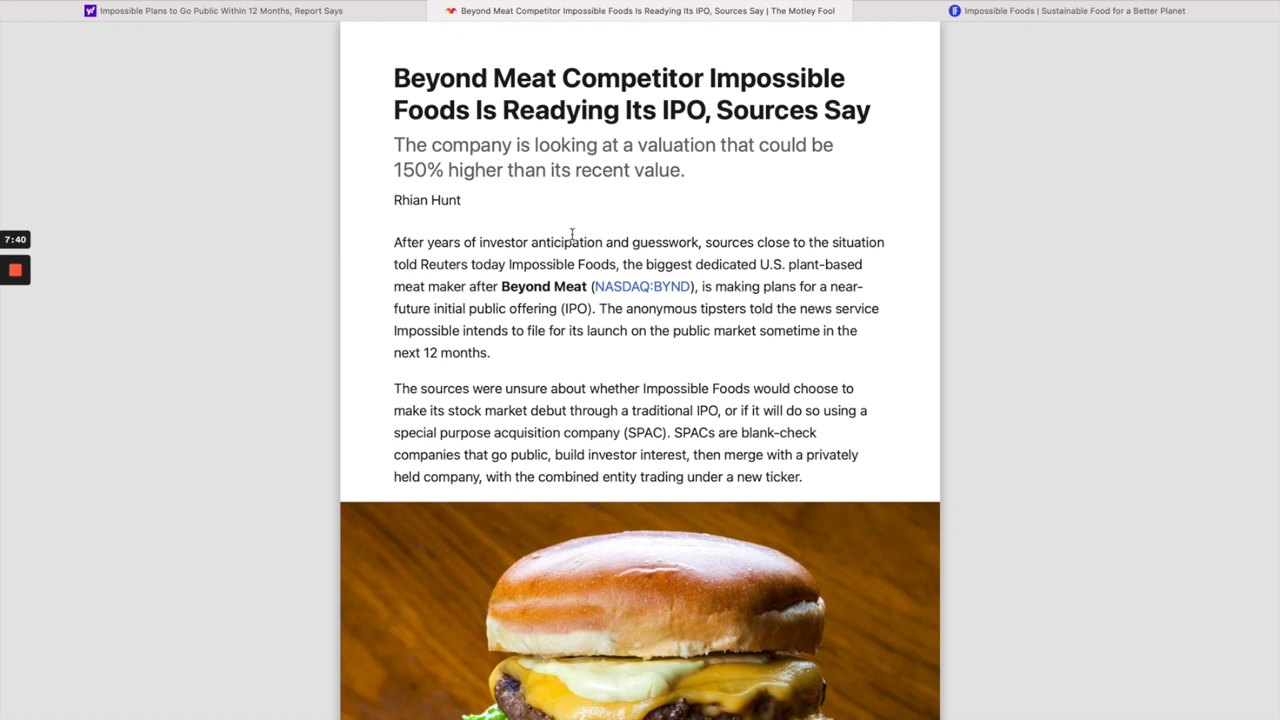 Impossible Plans to Go Public Within 12 Months, Report Says
Beyond Meat Competitor Impossible Foods Is Readying Its IPO, Sources Say | The Motley Fool
Impossible Foods | Sustainable Food for a Better Planet
Beyond Meat Competitor Impossible
Foods Is Readying Its IPO, Sources Say
The company is looking at a valuation that could be
150% higher than its recent value.
Rhian Hunt
7:40
After years of investor anticipation and guesswork, sources close to the situation
told Reuters today Impossible Foods, the biggest dedicated U.S. plant-based
meat maker after Beyond Meat (NASDAQ:BYND), is making plans for a near-
future initial public offering (IPO). The anonymous tipsters told the news service
Impossible intends to file for its launch on the public market sometime in the
next 12 months.
The sources were unsure about whether Impossible Foods would choose to
make its stock market debut through a traditional IPO, or if it will do so using a
special purpose acquisition company (SPAC). SPACs are blank-check
companies that go public, build investor interest, then merge with a privately
held company, with the combined entity trading under a new ticker.